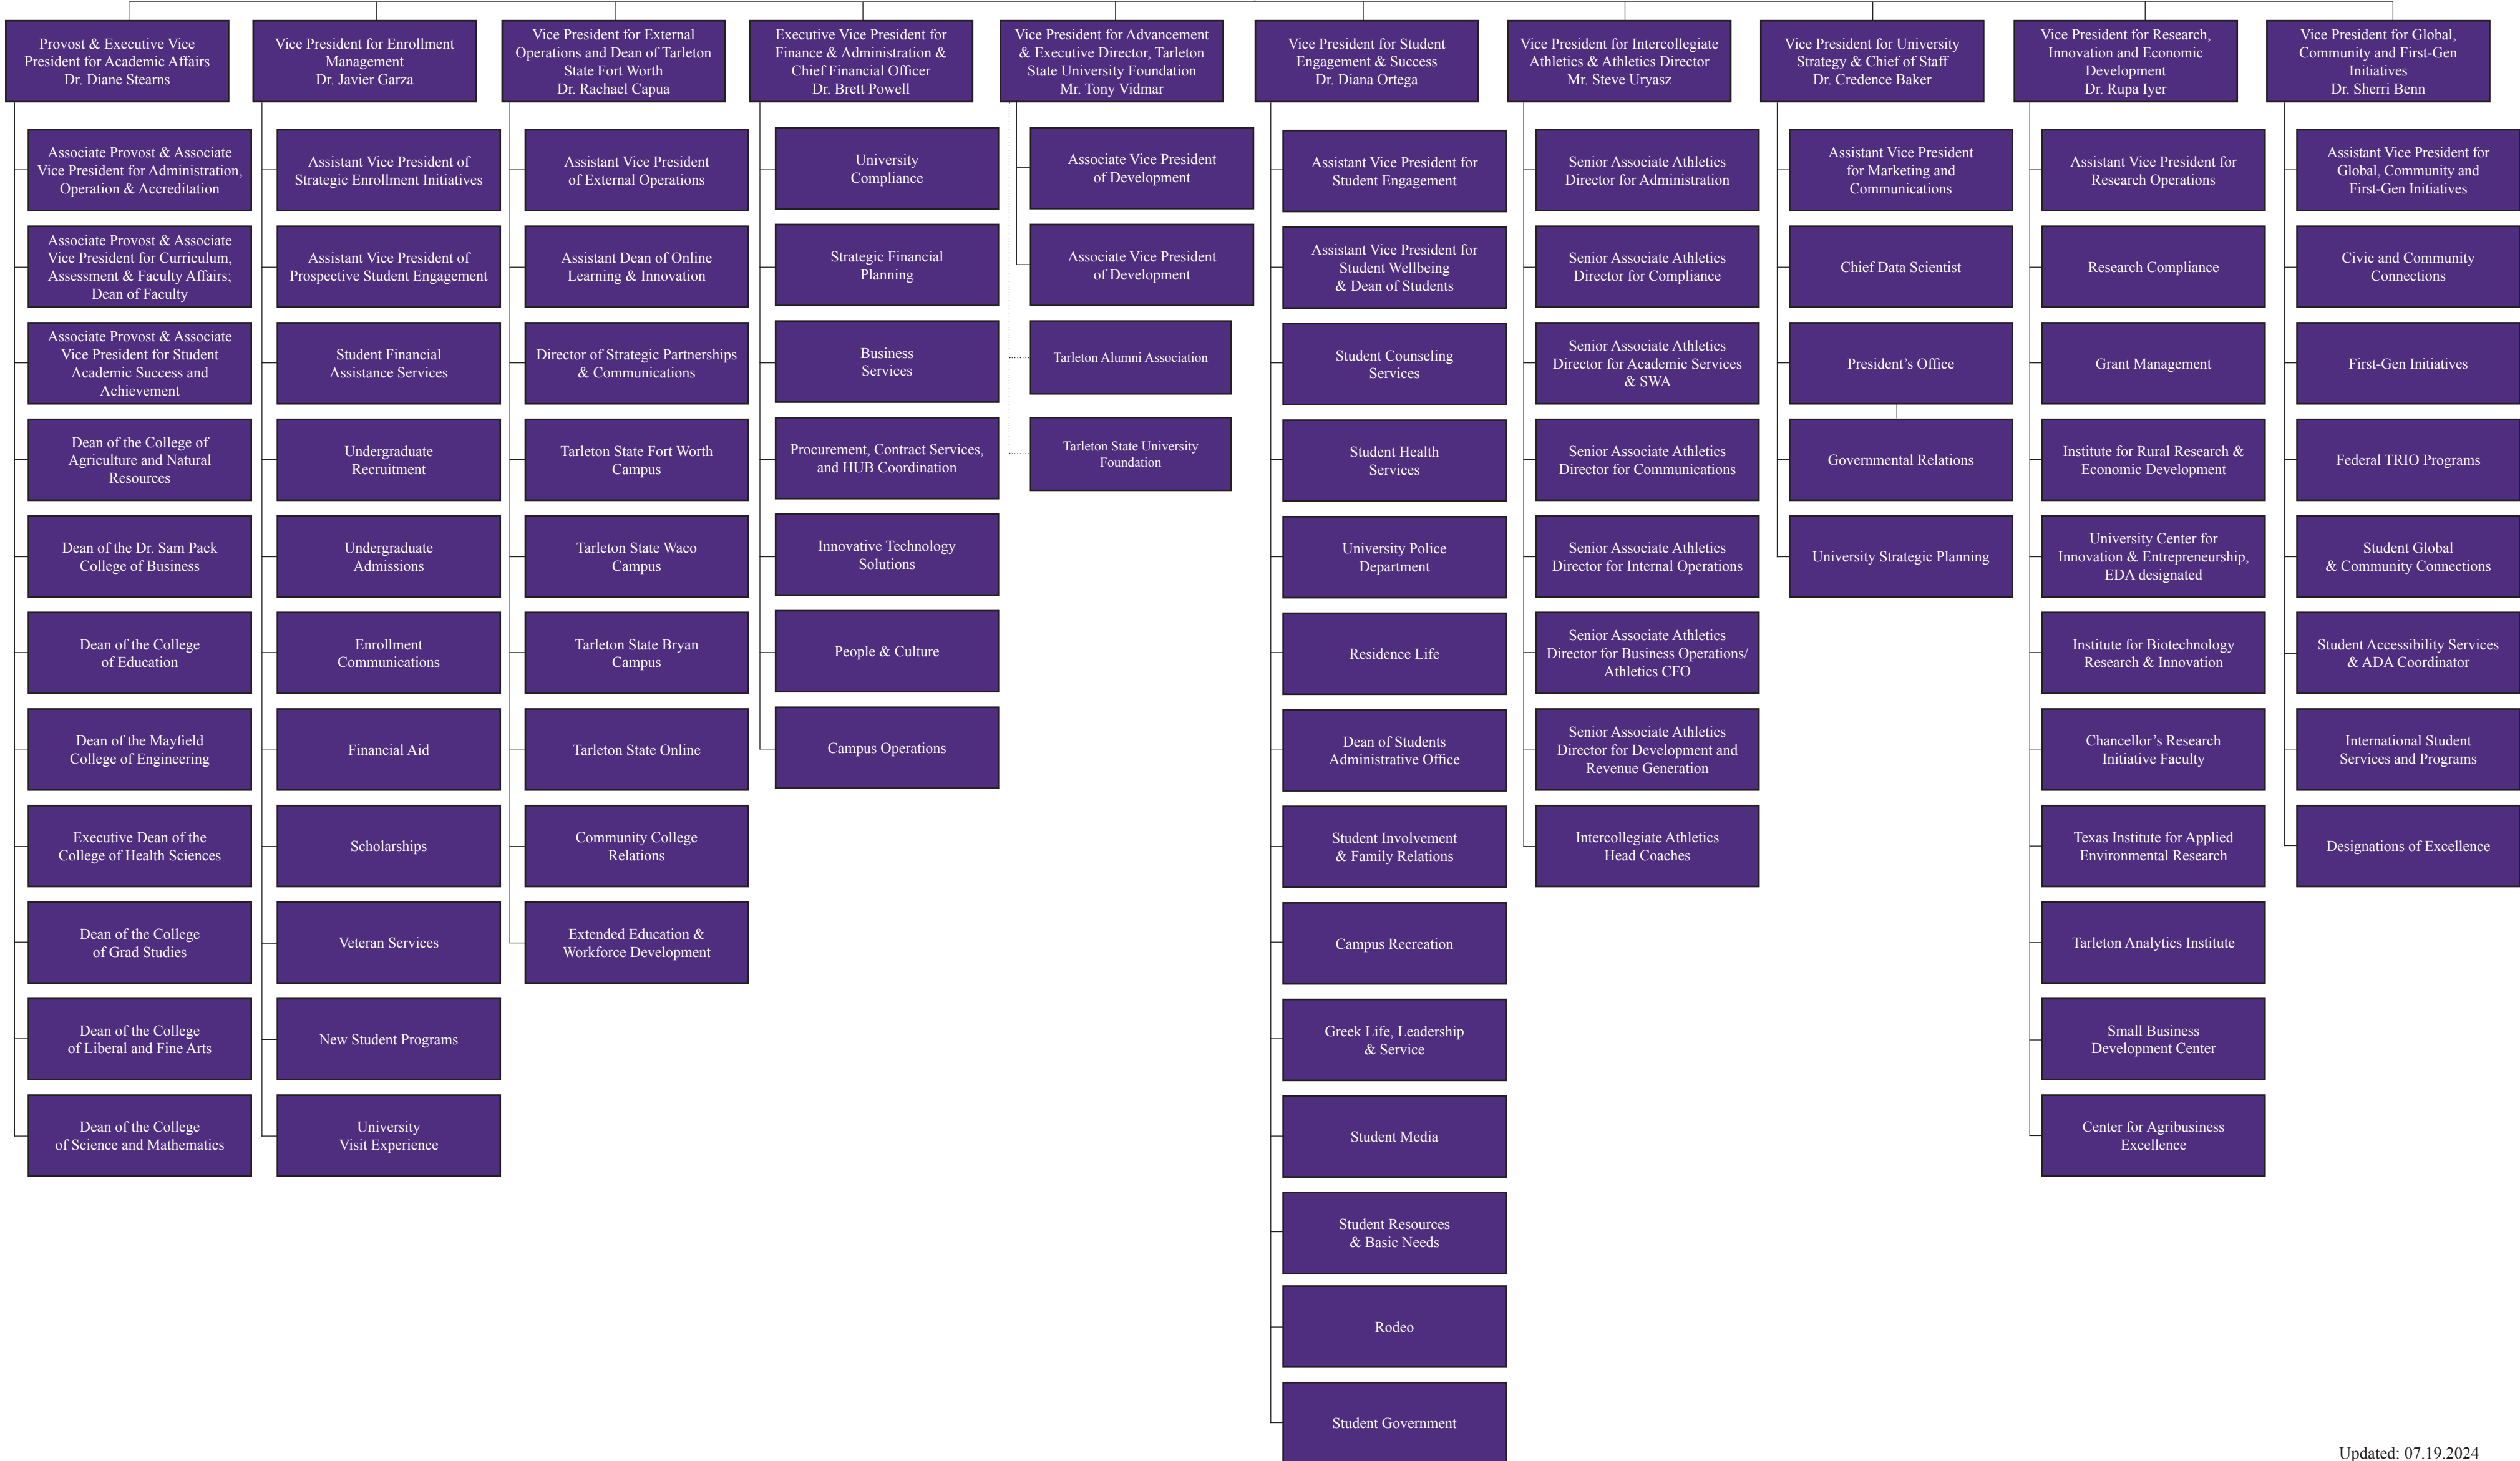 Provost & Executive Vice
President for Academic Affairs
Dr. Diane Stearns
Associate Provost & Associate
Vice President for Administration,
Operation & Accreditation
Associate Provost & Associate
Vice President for Curriculum,
Assessment & Faculty Affairs;
Dean of Faculty
Associate Provost & Associate
Vice President for Student
Academic Success and
Achievement
Dean of the College of
Agriculture and Natural
Resources
Dean of the Dr. Sam Pack
College of Business
Dean of the College
of Education
Dean of the Mayfield
College of Engineering
Executive Dean of the
College of Health Sciences
Dean of the College
of Grad Studies
Dean of the College
of Liberal and Fine Arts
Dean of the College
of Science and Mathematics
Vice President for Enrollment
Management
Dr. Javier Garza
Assistant Vice President of
Strategic Enrollment Initiatives
Assistant Vice President of
Prospective Student Engagement
Student Financial
Assistance Services
Undergraduate
Recruitment
Undergraduate
Admissions
Enrollment
Communications
Financial Aid
Scholarships
Veteran Services
New Student Programs
University
Visit Experience
Vice President for External
Operations and Dean of Tarleton
State Fort Worth
Dr. Rachael Capua
Assistant Vice President
of External Operations
Assistant Dean of Online
Learning & Innovation
Director of Strategic Partnerships
& Communications
Tarleton State Fort Worth
Campus
Tarleton State Waco
Campus
Tarleton State Bryan
Campus
Tarleton State Online
Community College
Relations
Extended Education &
Workforce Development
Executive Vice President for
Finance & Administration &
Chief Financial Officer
Dr. Brett Powell
University
Compliance
Strategic Financial
Planning
Business
Services
Procurement, Contract Services,
and HUB Coordination
Innovative Technology
Solutions
People & Culture
Campus Operations
Vice President for Advancement
& Executive Director, Tarleton
State University Foundation
Mr. Tony Vidmar
Associate Vice President
of Development
Associate Vice President
of Development
Tarleton Alumni Association
Tarleton State University
Foundation
Vice President for Student
Engagement & Success
Dr. Diana Ortega
Assistant Vice President for
Student Engagement
Assistant Vice President for
Student Wellbeing
& Dean of Students
Student Counseling
Services
Student Health
Services
University Police
Department
Residence Life
Dean of Students
Administrative Office
Student Involvement
& Family Relations
Campus Recreation
Greek Life, Leadership
& Service
Student Media
Student Resources
& Basic Needs
Rodeo
Student Government
Vice President for Intercollegiate
Athletics & Athletics Director
Mr. Steve Uryasz
Senior Associate Athletics
Director for Administration
Senior Associate Athletics
Director for Compliance
Senior Associate Athletics
Director for Academic Services
& SWA
Senior Associate Athletics
Director for Communications
Senior Associate Athletics
Director for Internal Operations
Senior Associate Athletics
Director for Business Operations/
Athletics CFO
Senior Associate Athletics
Director for Development and
Revenue Generation
Intercollegiate Athletics
Head Coaches
Vice President for University
Strategy & Chief of Staff
Dr. Credence Baker
Assistant Vice President
for Marketing and
Communications
Chief Data Scientist
President’s Office
Governmental Relations
University Strategic Planning
Vice President for Research,
Innovation and Economic
Development
Dr. Rupa Iyer
Assistant Vice President for
Research Operations
Research Compliance
Grant Management
Institute for Rural Research &
Economic Development
University Center for
Innovation & Entrepreneurship,
EDA designated
Institute for Biotechnology
Research & Innovation
Chancellor’s Research
Initiative Faculty
Texas Institute for Applied
Environmental Research
Tarleton Analytics Institute
Small Business
Development Center
Center for Agribusiness
Excellence
Vice President for Global,
Community and First-Gen
Initiatives
Dr. Sherri Benn
Assistant Vice President for
Global, Community and
First-Gen Initiatives
Civic and Community
Connections
First-Gen Initiatives
Federal TRIO Programs
Student Global
& Community Connections
Student Accessibility Services
& ADA Coordinator
International Student
Services and Programs
Designations of Excellence
Updated: 07.19.2024